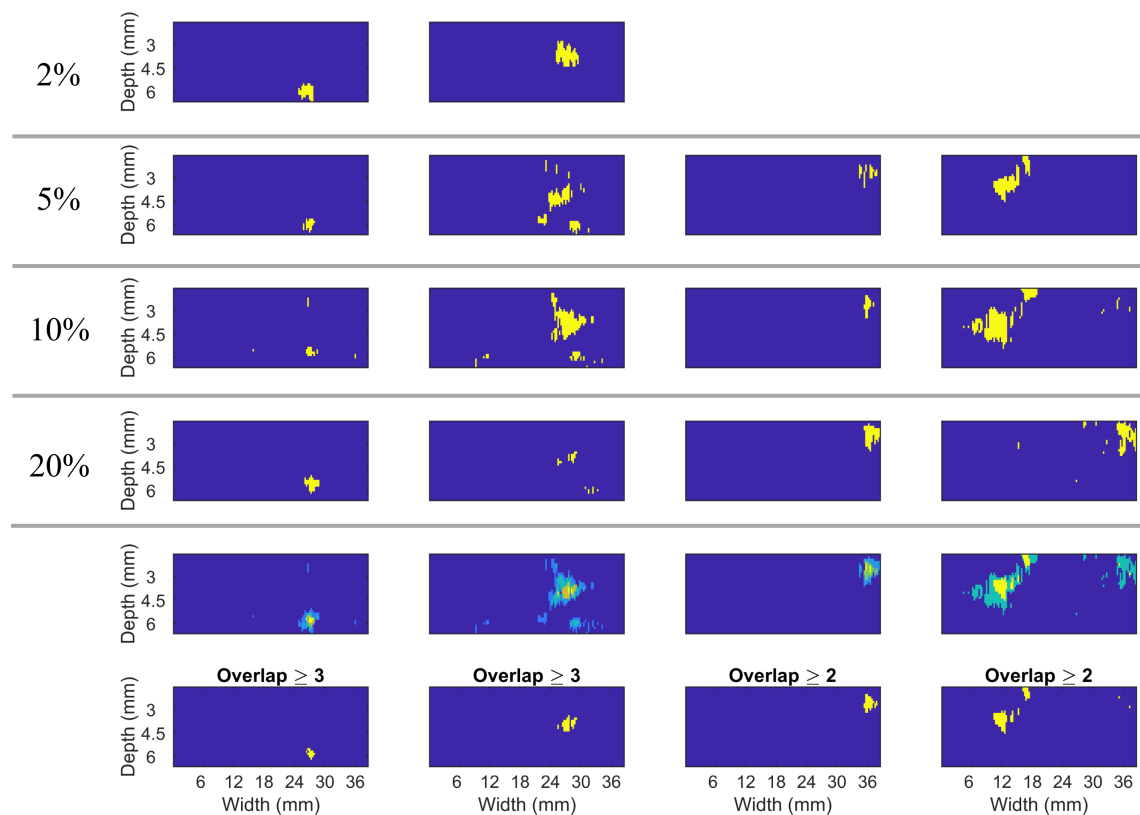 2%
Depth (mm)
3
4.5
6
5%
Depth (mm)
3
4.5
6
10%
Depth (mm)
3
4.5
6
20%
Depth (mm)
3
4.5
6
Depth (mm)
3
4.5
6
Overlap ≥ 3 Overlap ≥ 3 Overlap ≥ 2 Overlap ≥ 2
Depth (mm)
3
4.5
6
6 12 18 24 30 36 6 12 18 24 30 36 6 12 18 24 30 36 6 12 18 24 30 36
Width (mm) Width (mm) Width (mm) Width (mm)